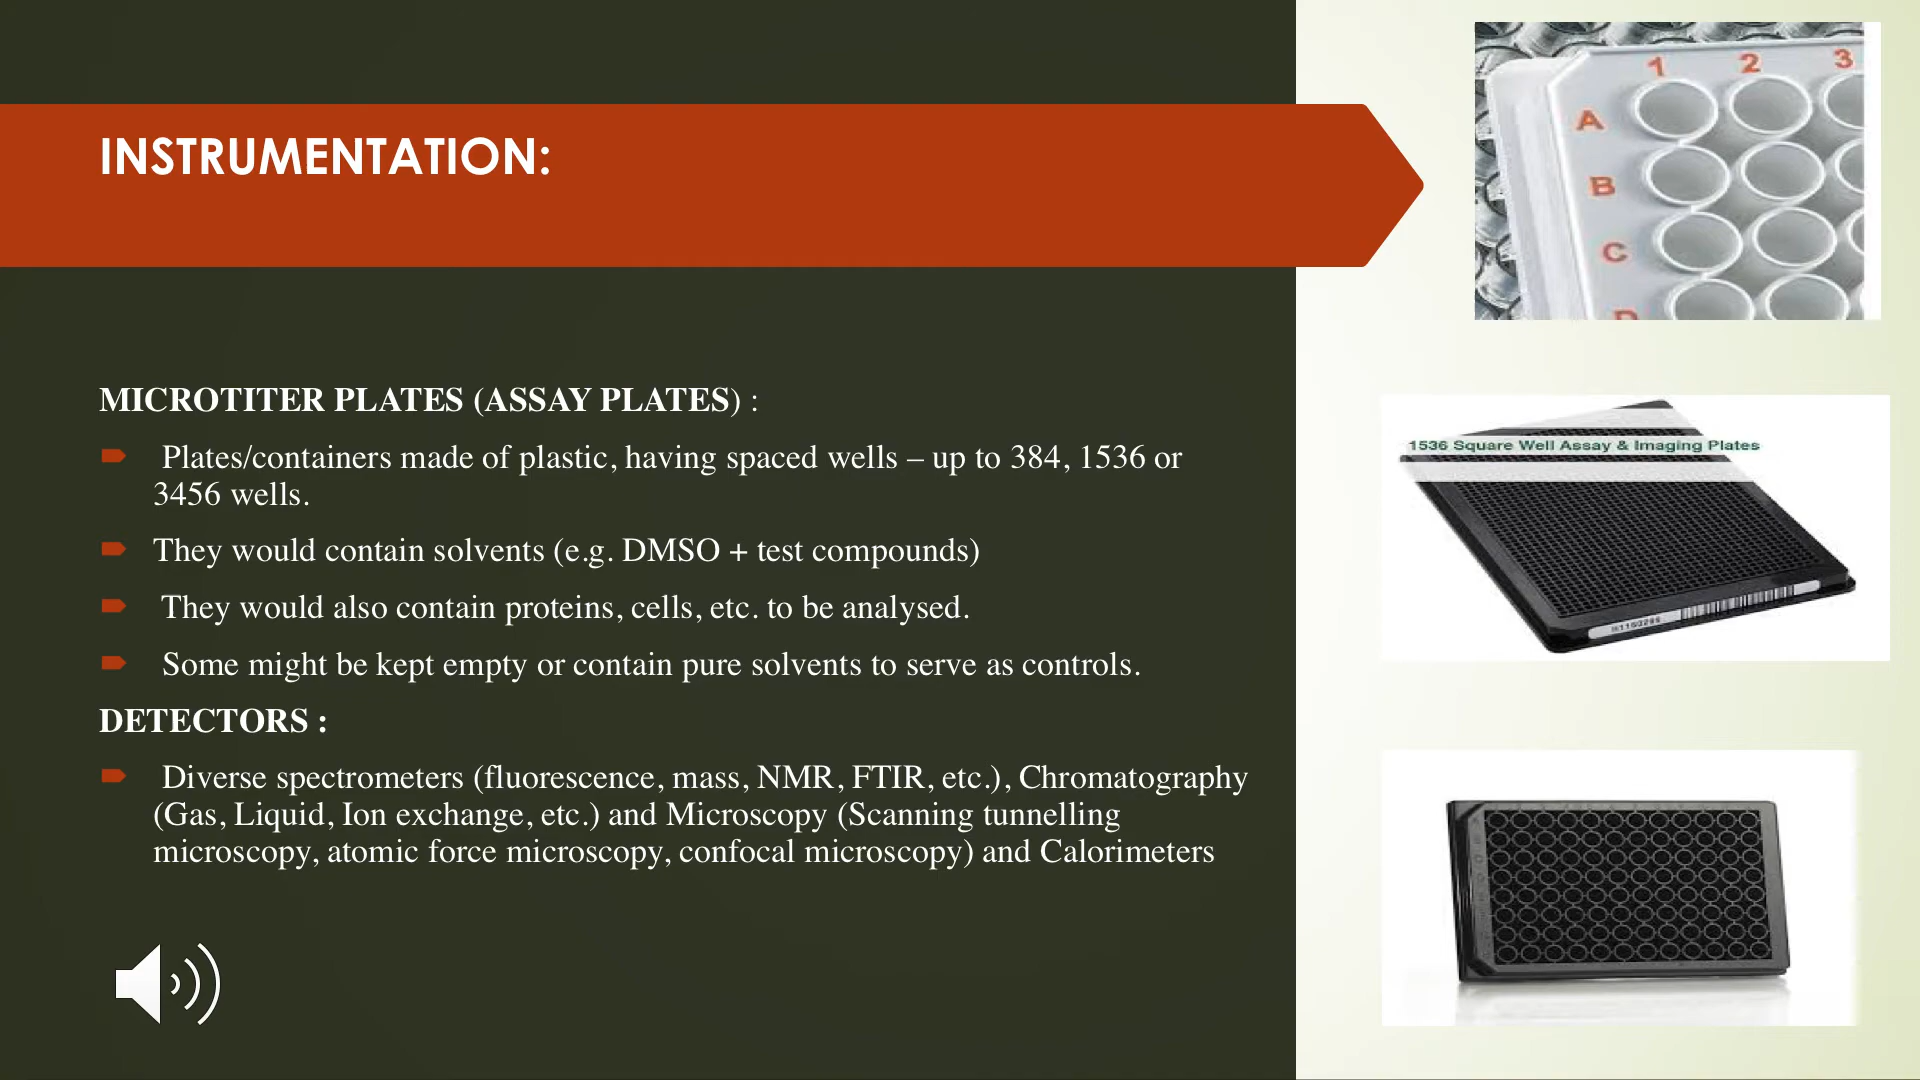 INSTRUMENTATION:
MICROTITER PLATES (ASSAY PLATES) :
Plates/containers made of plastic, having spaced wells – up to 384, 1536 or
3456 wells.
They would contain solvents (e.g. DMSO + test compounds)
They would also contain proteins, cells, etc. to be analysed.
Some might be kept empty or contain pure solvents to serve as controls.
DETECTORS :
Diverse spectrometers (fluorescence, mass, NMR, FTIR, etc.), Chromatography
(Gas, Liquid, Ion exchange, etc.) and Microscopy (Scanning tunnelling
microscopy, atomic force microscopy, confocal microscopy) and Calorimeters
1 2 3
A
B
C
D
1536 Square Well Assay & Imaging Plates